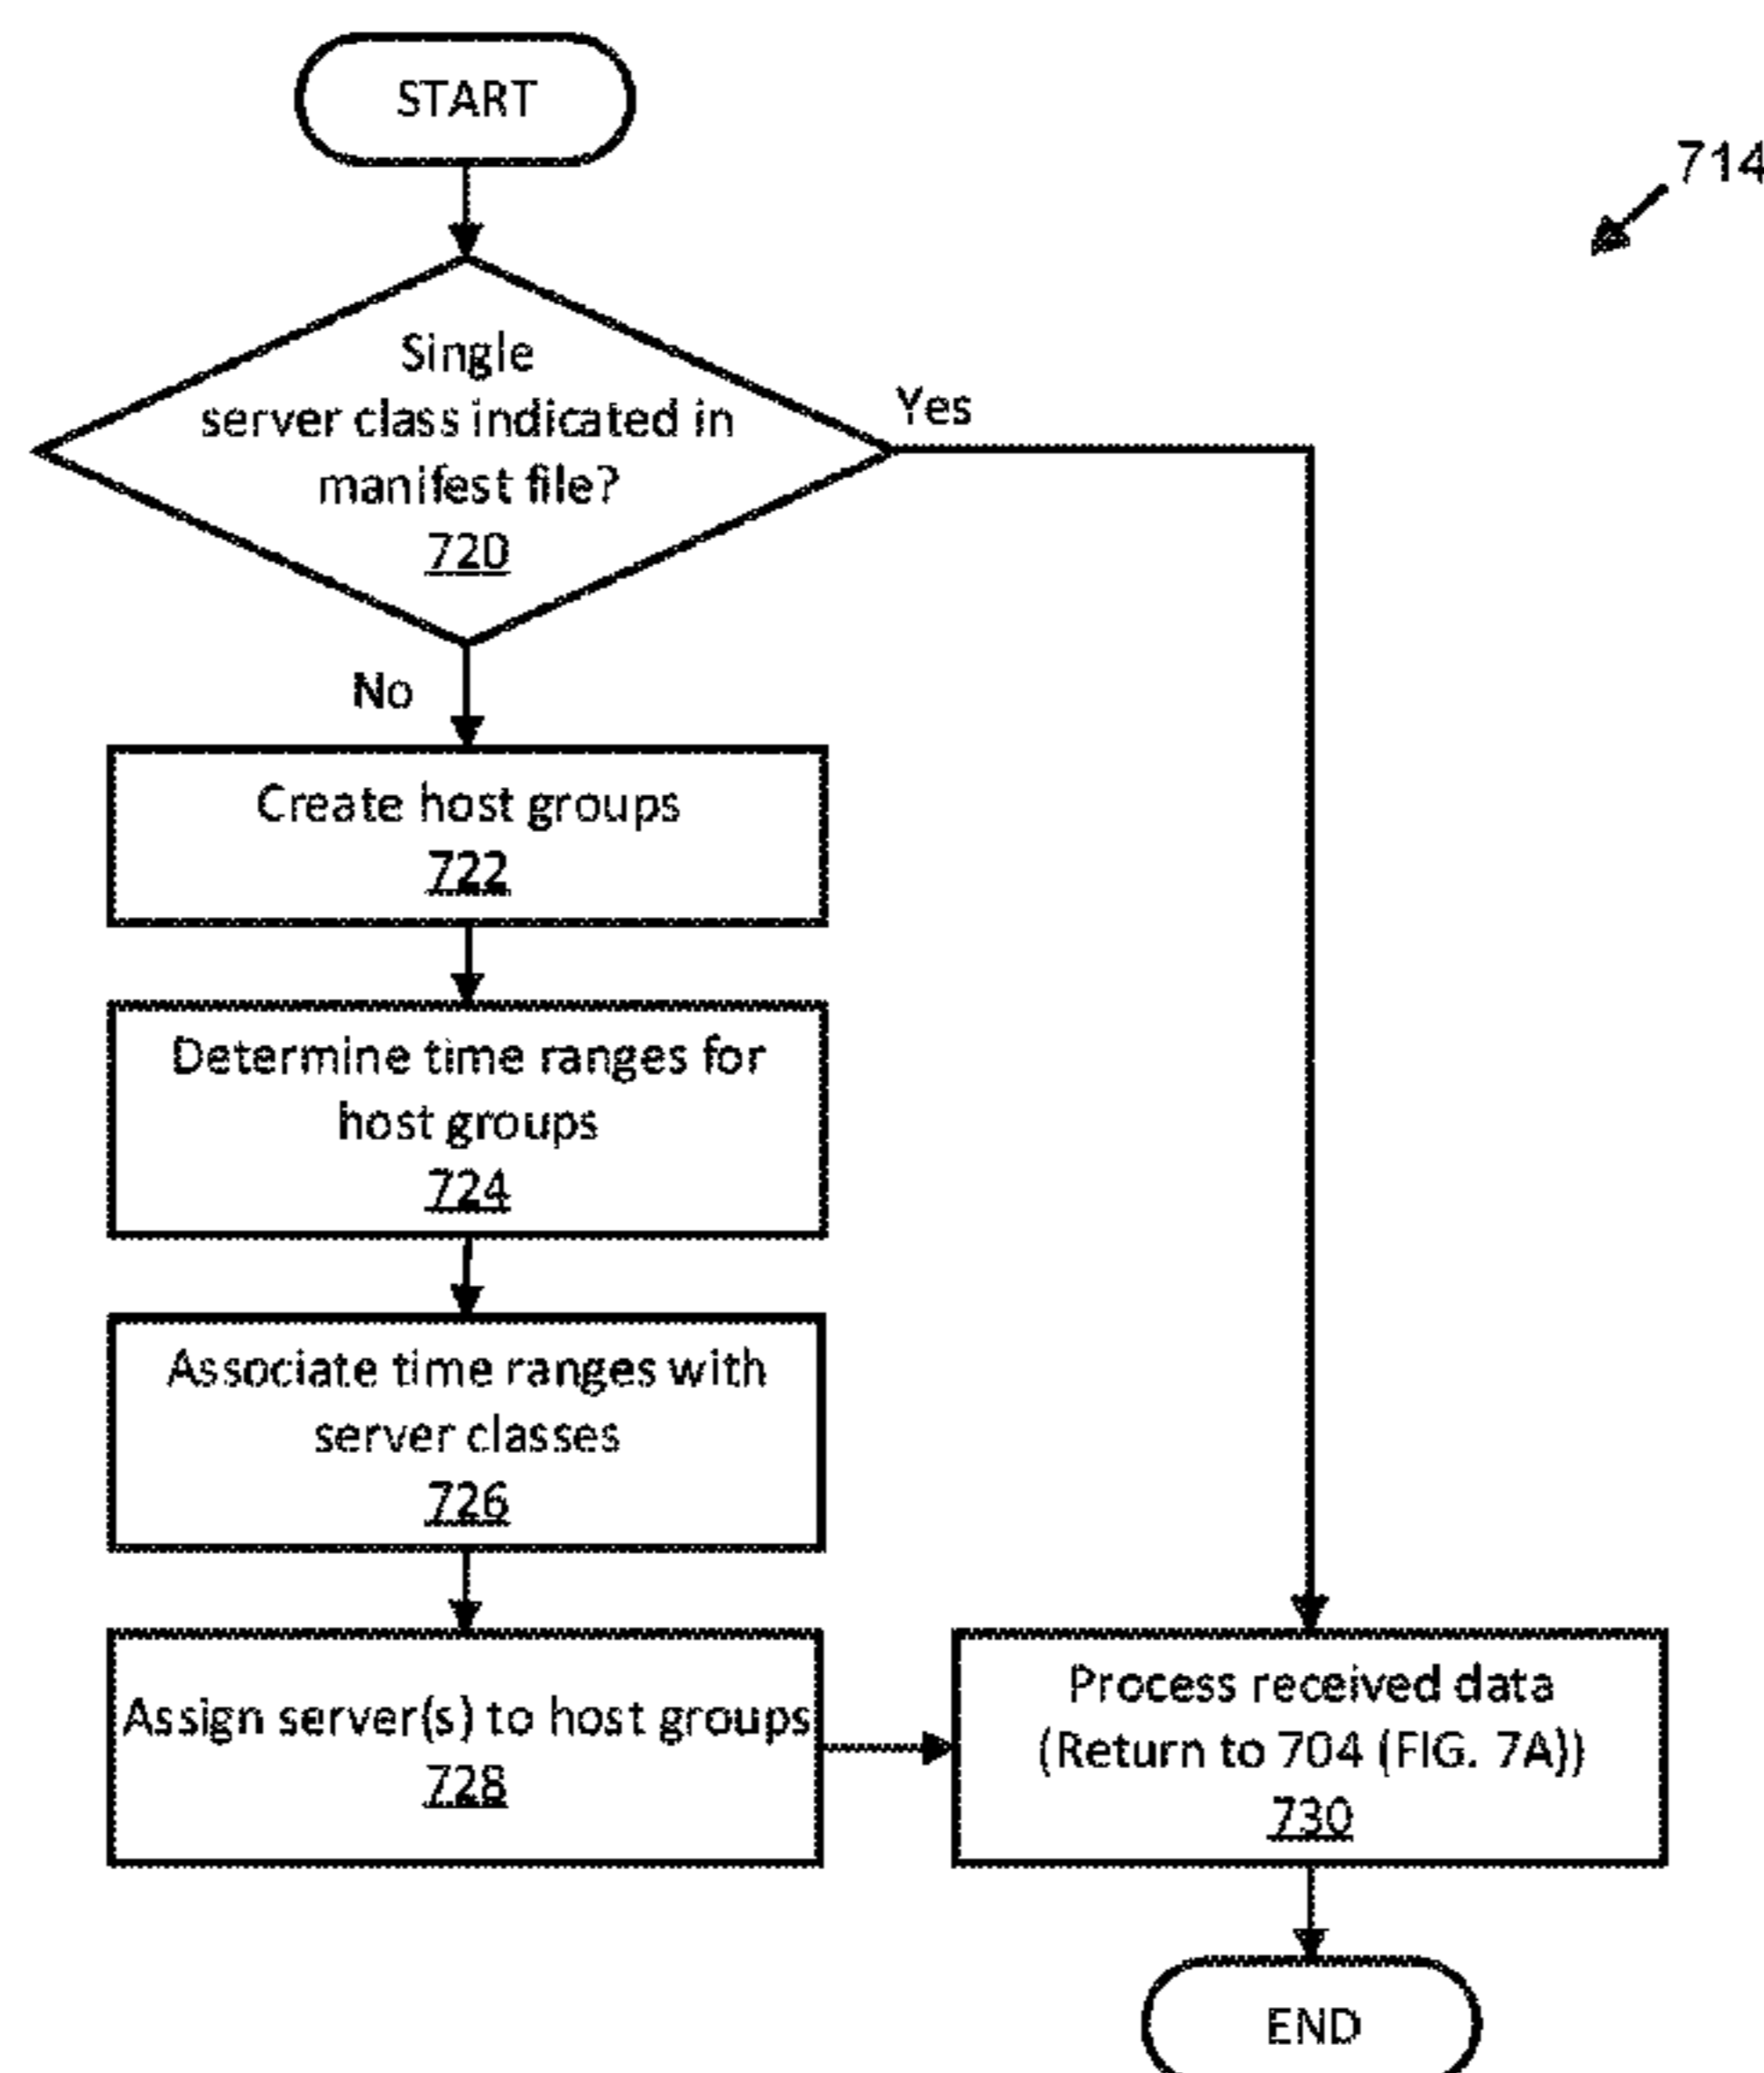 START
714
Single
server class indicated in
manifest file?
720
Yes
No
Create host groups
722
Determine time ranges for
host groups
724
Associate time ranges with
server classes
726
Assign server(s) to host groups
728
Process received data
(Return to 704 (FIG. 7A))
730
END